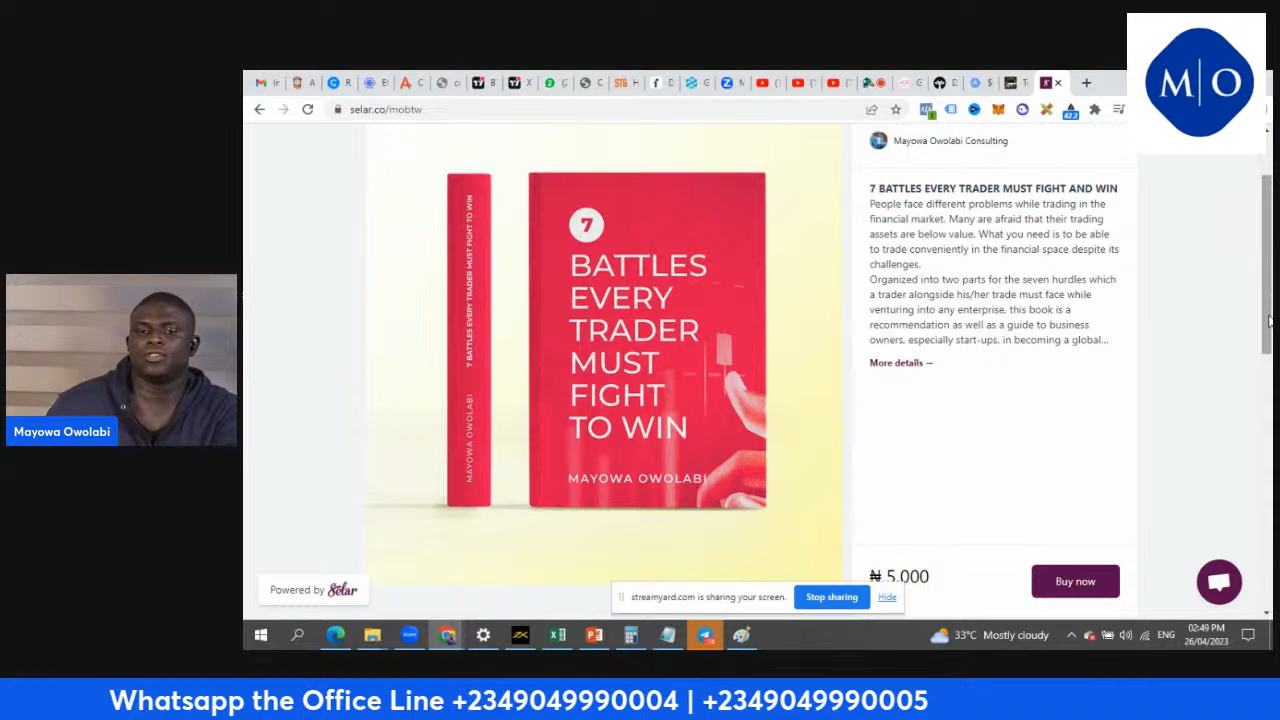 M|O
selar.co/mobtw
42.2
Mayowa Owolabi Consulting
7 BATTLES EVERY TRADER MUST FIGHT TO WIN
MAYOWA OWOLABI
7
BATTLES
EVERY
TRADER
MUST
FIGHT
TO WIN
MAYOWA OWOLABI
7 BATTLES EVERY TRADER MUST FIGHT AND WIN
People face different problems while trading in the
financial market. Many are afraid that their trading
assets are below value. What you need is to be able
to trade conveniently in the financial space despite its
challenges.
Organized into two parts for the seven hurdles which
a trader alongside his/her trade must face while
venturing into any enterprise, this book is a
recommendation as well as a guide to business
owners, especially start-ups, in becoming a global...
More details →
Mayowa Owolabi
₦ 5,000
Buy now
Powered by Selar
streamyard.com is sharing your screen.
Stop sharing
Hide
33°C Mostly cloudy
ENG
02:49 PM
26/04/2023
Whatsapp the Office Line +2349049990004 | +2349049990005